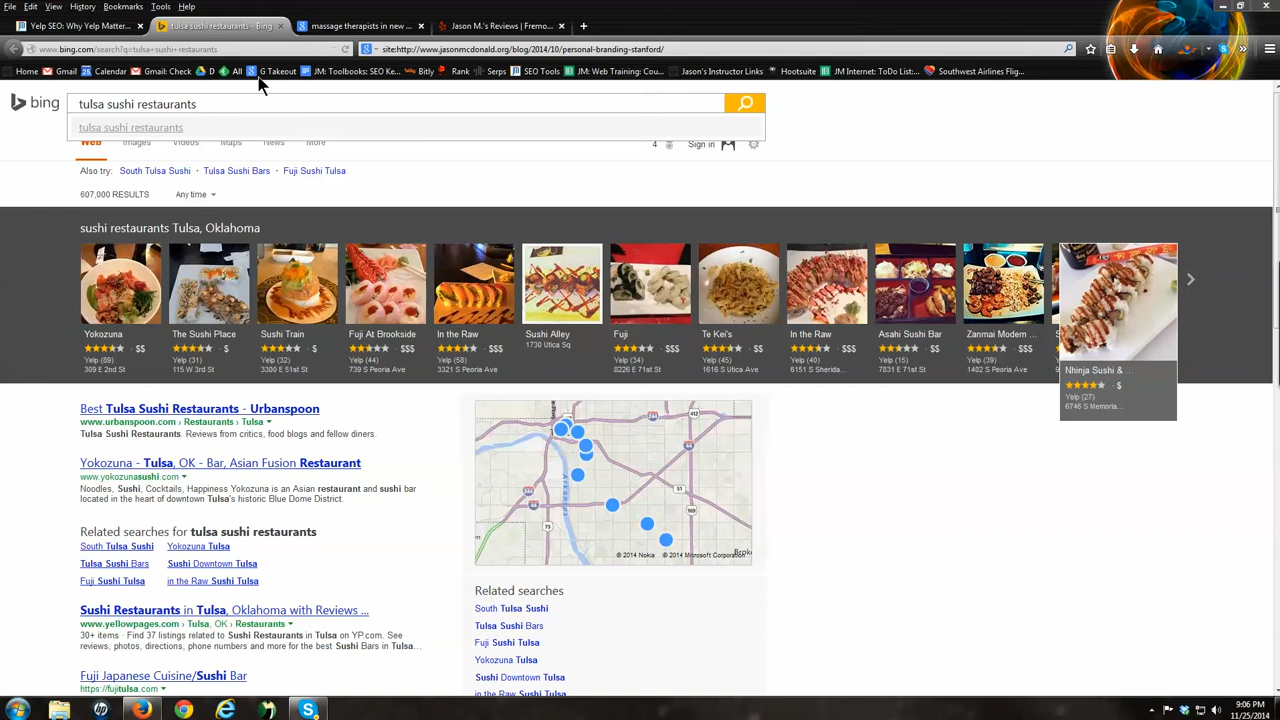 File Edit View History Bookmarks Tools Help
Yelp SEO: Why Yelp Matter... tulsa sushi restaurants - Bing massage therapists in new ... Jason M.'s Reviews | Fremo...
www.bing.com/search?q=tulsa+sushi+restaurants site:http://www.jasonmcdonald.org/blog/2014/10/personal-branding-stanford/
Home Gmail Calendar Gmail: Check D All G Takeout JM: Toolbooks: SEO Ke... Bitly Rank Serps SEO Tools JM: Web Training: Cou... Jason's Instructor Links Hootsuite JM Internet: ToDo List:... Southwest Airlines Flig...
bing tulsa sushi restaurants
tulsa sushi restaurants
Web Images Videos Maps News More 4 Sign in
Also try: South Tulsa Sushi · Tulsa Sushi Bars · Fuji Sushi Tulsa
607,000 RESULTS Any time
sushi restaurants Tulsa, Oklahoma
Yokozuna
$$
Yelp (89)
309 E 2nd St
The Sushi Place
$
Yelp (31)
115 W 3rd St
Sushi Train
$
Yelp (32)
3300 E 51st St
Fuji At Brookside
$$$
Yelp (44)
739 S Peoria Ave
In the Raw
$$$
Yelp (58)
3321 S Peoria Ave
Sushi Alley
1730 Utica Sq
Fuji
$$$
Yelp (34)
8226 E 71st St
Te Kei's
$$
Yelp (45)
1616 S Utica Ave
In the Raw
$$$
Yelp (40)
6151 S Sherida...
Asahi Sushi Bar
$$
Yelp (15)
7831 E 71st St
Zanmai Modern ...
$$$
Yelp (39)
1402 S Peoria Ave
Nhinja Sushi & ...
$
Yelp (27)
6746 S Memoria...
Best Tulsa Sushi Restaurants - Urbanspoon
www.urbanspoon.com › Restaurants › Tulsa
Tulsa Sushi Restaurants. Reviews from critics, food blogs and fellow diners.
Yokozuna - Tulsa, OK - Bar, Asian Fusion Restaurant
www.yokozunasushi.com
Noodles, Sushi, Cocktails, Happiness Yokozuna is an Asian restaurant and sushi bar
located in the heart of downtown Tulsa's historic Blue Dome District.
Related searches for tulsa sushi restaurants
South Tulsa Sushi Yokozuna Tulsa
Tulsa Sushi Bars Sushi Downtown Tulsa
Fuji Sushi Tulsa in the Raw Sushi Tulsa
Sushi Restaurants in Tulsa, Oklahoma with Reviews ...
www.yellowpages.com › Tulsa, OK › Restaurants
30+ items · Find 37 listings related to Sushi Restaurants in Tulsa on YP.com. See
reviews, photos, directions, phone numbers and more for the best Sushi Bars in Tulsa...
Fuji Japanese Cuisine/Sushi Bar
https://fujitulsa.com
244 412
44
Arkansas
51
244
169
44
75
Broke
© 2014 Nokia © 2014 Microsoft Corporation
Related searches
South Tulsa Sushi
Tulsa Sushi Bars
Fuji Sushi Tulsa
Yokozuna Tulsa
Sushi Downtown Tulsa
in the Raw Sushi Tulsa
9:06 PM
11/25/2014